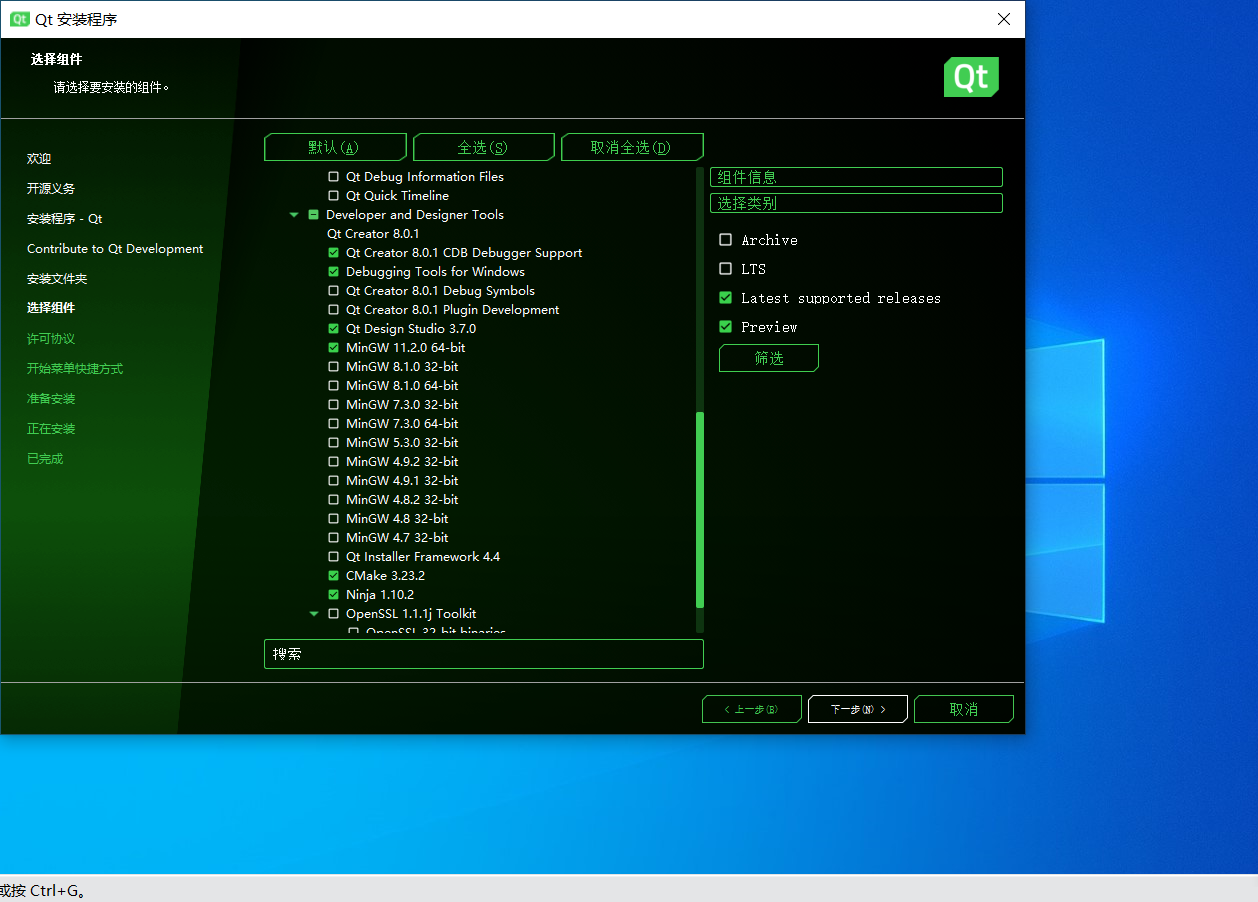 Qt Qt 安装程序
选择组件
请选择要安装的组件。
Qt
欢迎
开源义务
安装程序 - Qt
Contribute to Qt Development
安装文件夹
选择组件
许可协议
开始菜单快捷方式
准备安装
正在安装
已完成
默认(A) 全选(S) 取消全选(D)
Qt Debug Information Files
Qt Quick Timeline
Developer and Designer Tools
Qt Creator 8.0.1
Qt Creator 8.0.1 CDB Debugger Support
Debugging Tools for Windows
Qt Creator 8.0.1 Debug Symbols
Qt Creator 8.0.1 Plugin Development
Qt Design Studio 3.7.0
MinGW 11.2.0 64-bit
MinGW 8.1.0 32-bit
MinGW 8.1.0 64-bit
MinGW 7.3.0 32-bit
MinGW 7.3.0 64-bit
MinGW 5.3.0 32-bit
MinGW 4.9.2 32-bit
MinGW 4.9.1 32-bit
MinGW 4.8.2 32-bit
MinGW 4.8 32-bit
MinGW 4.7 32-bit
Qt Installer Framework 4.4
CMake 3.23.2
Ninja 1.10.2
OpenSSL 1.1.1j Toolkit
OpenSSL 32-bit binaries
搜索
组件信息
选择类别
Archive
LTS
Latest supported releases
Preview
筛选
< 上一步(B) 下一步(N) > 取消
或按 Ctrl+G。